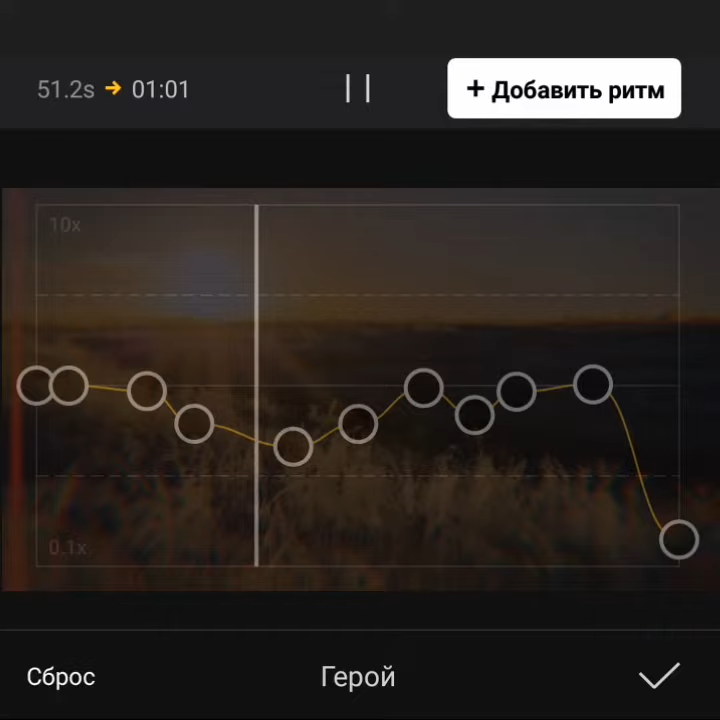 51.2s → 01:01
+ Добавить ритм
10x
0.1x
Сброс
Герой